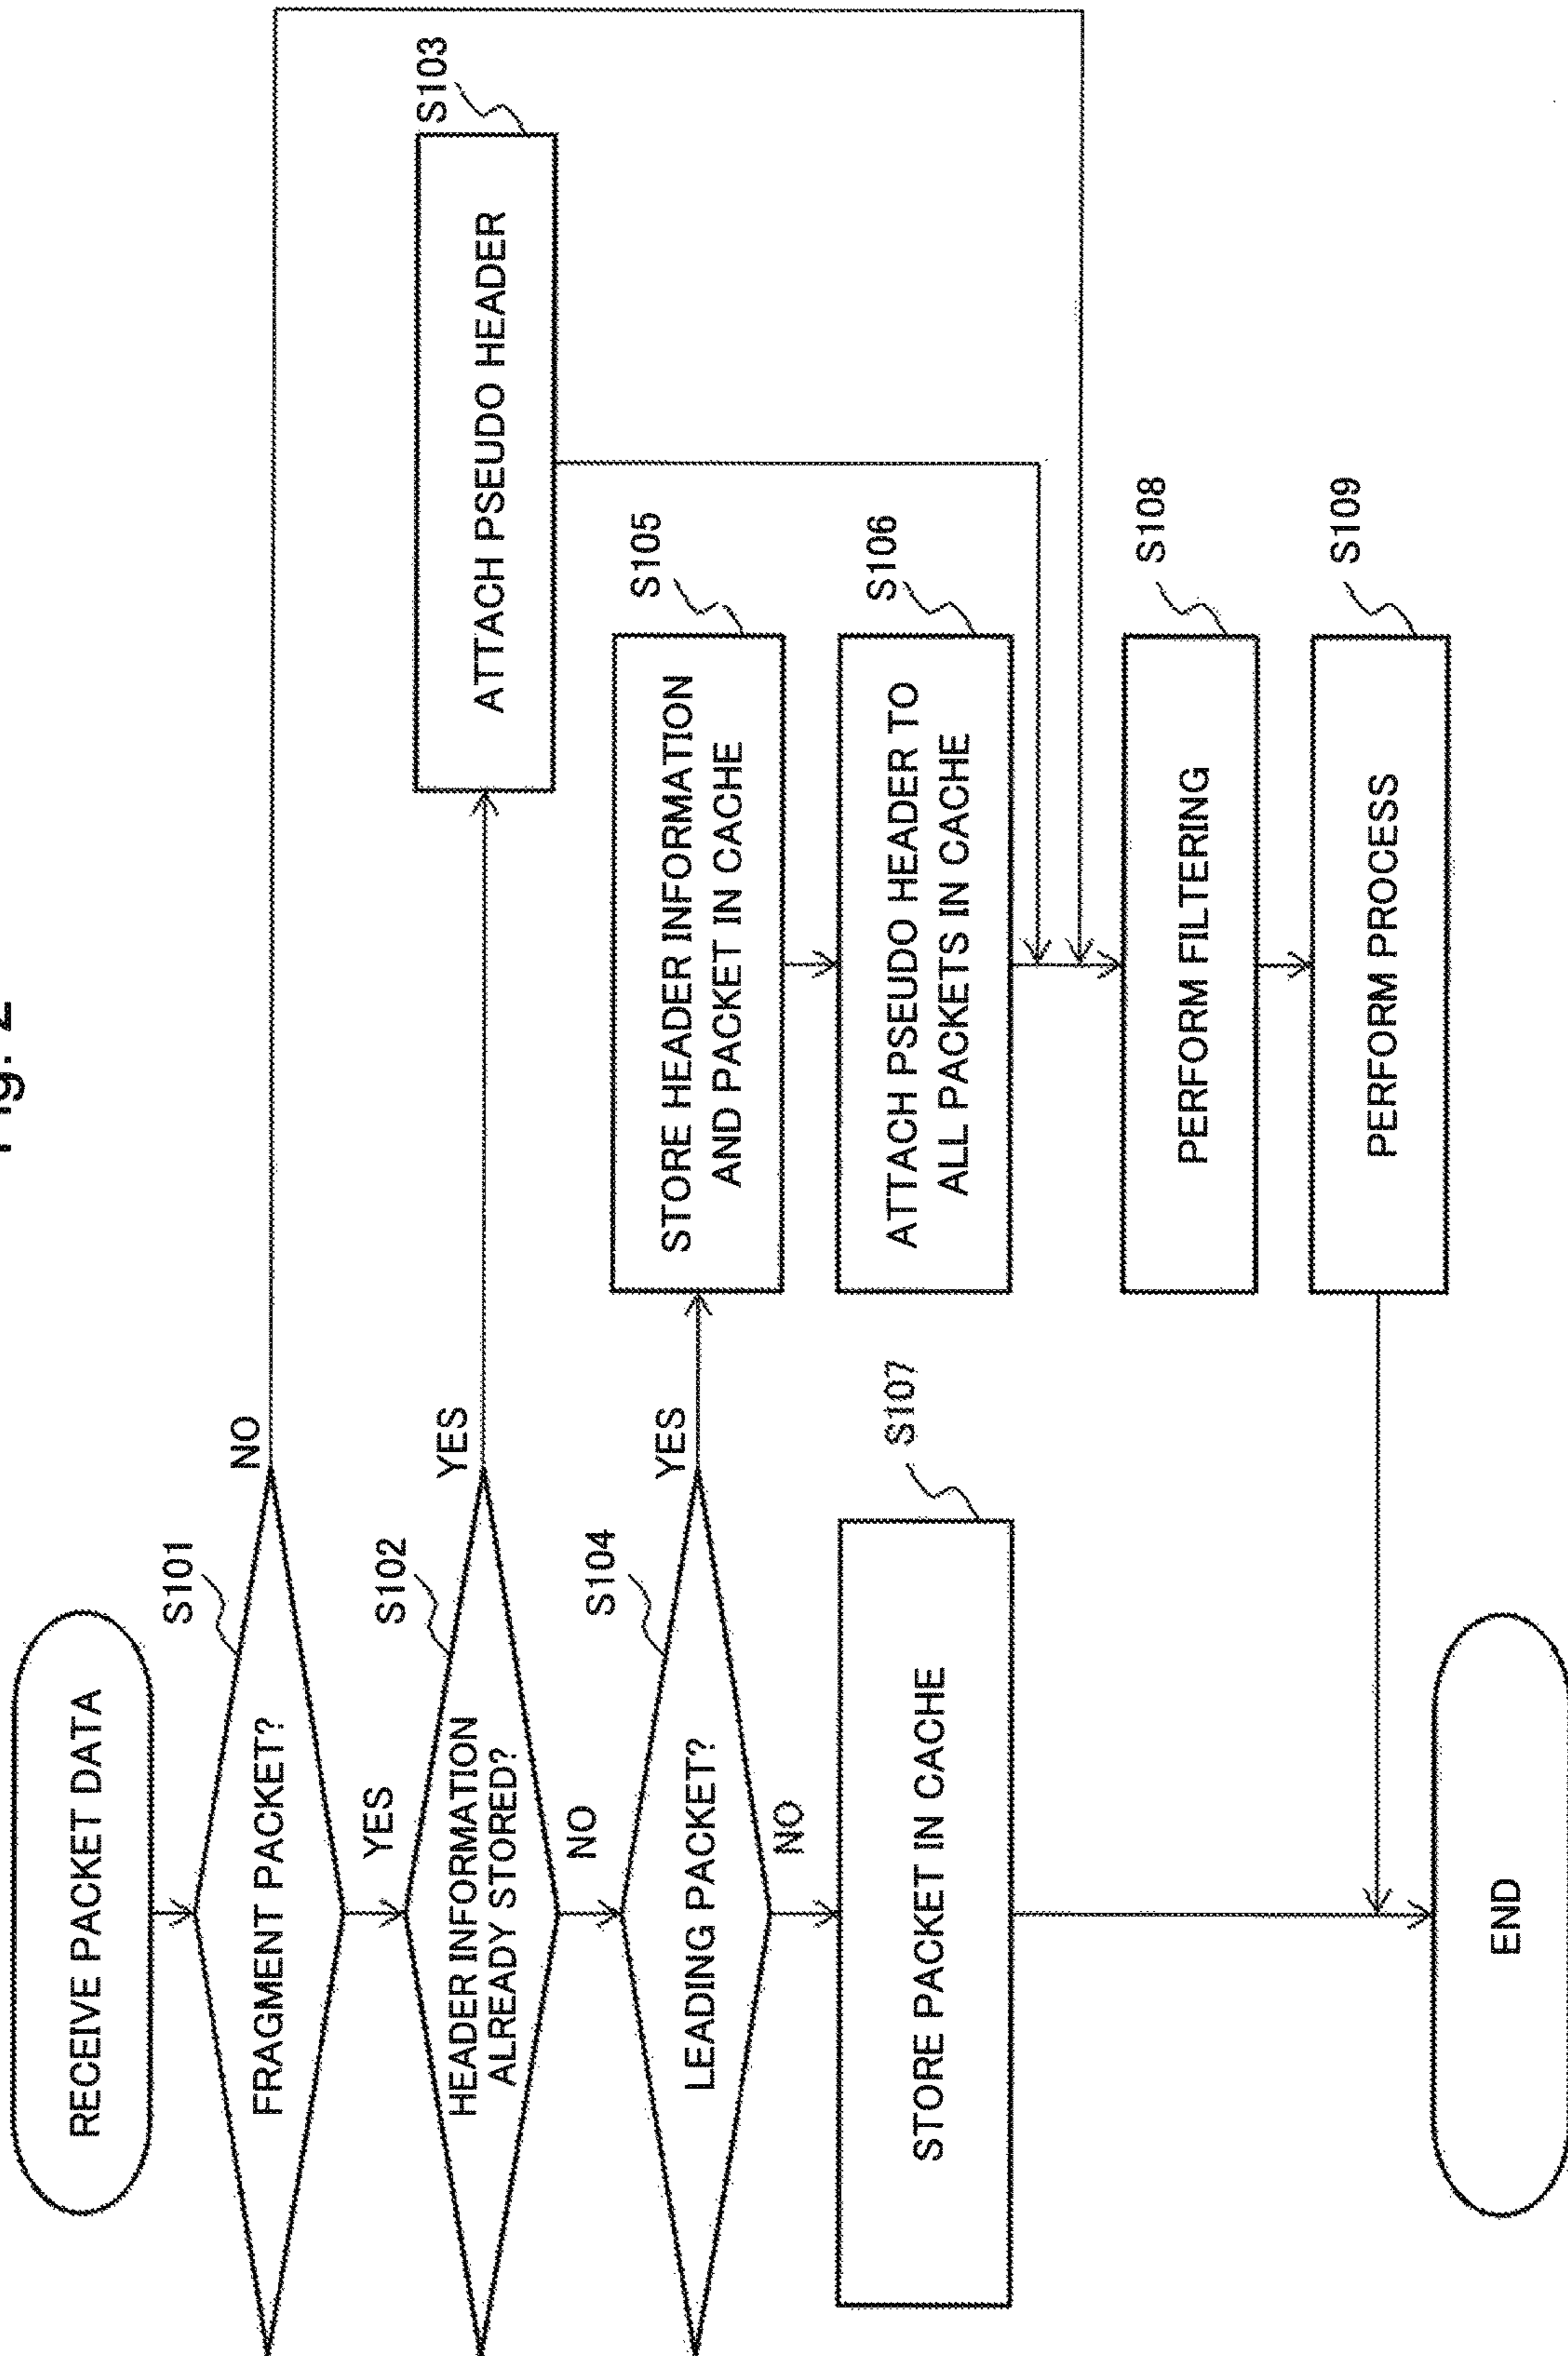 Fig. 2
RECEIVE PACKET DATA
S101
FRAGMENT PACKET?
NO
YES
S102
HEADER INFORMATION
ALREADY STORED?
YES
NO
S103
ATTACH PSEUDO HEADER
S104
LEADING PACKET?
YES
NO
S105
STORE HEADER INFORMATION
AND PACKET IN CACHE
S106
ATTACH PSEUDO HEADER TO
ALL PACKETS IN CACHE
S107
STORE PACKET IN CACHE
S108
PERFORM FILTERING
S109
PERFORM PROCESS
END